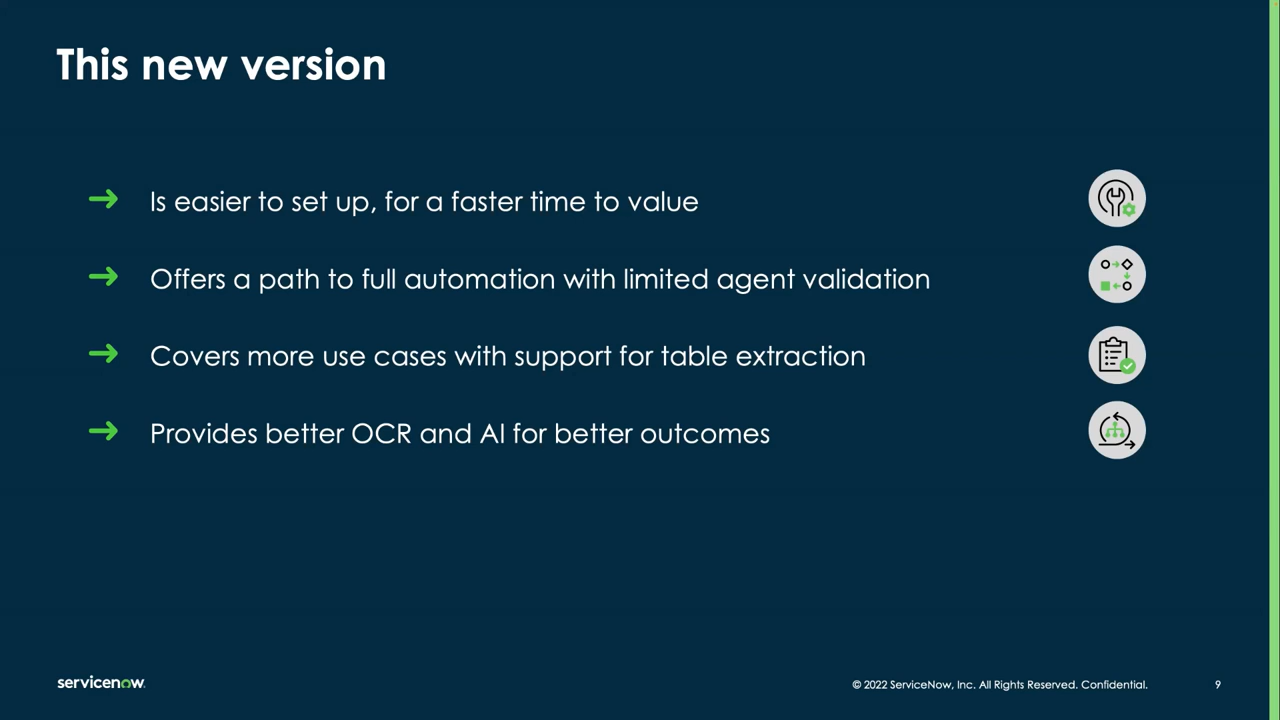 This new version
➔ Is easier to set up, for a faster time to value
➔ Offers a path to full automation with limited agent validation
➔ Covers more use cases with support for table extraction
➔ Provides better OCR and AI for better outcomes
servicenow.
© 2022 ServiceNow, Inc. All Rights Reserved. Confidential. 9